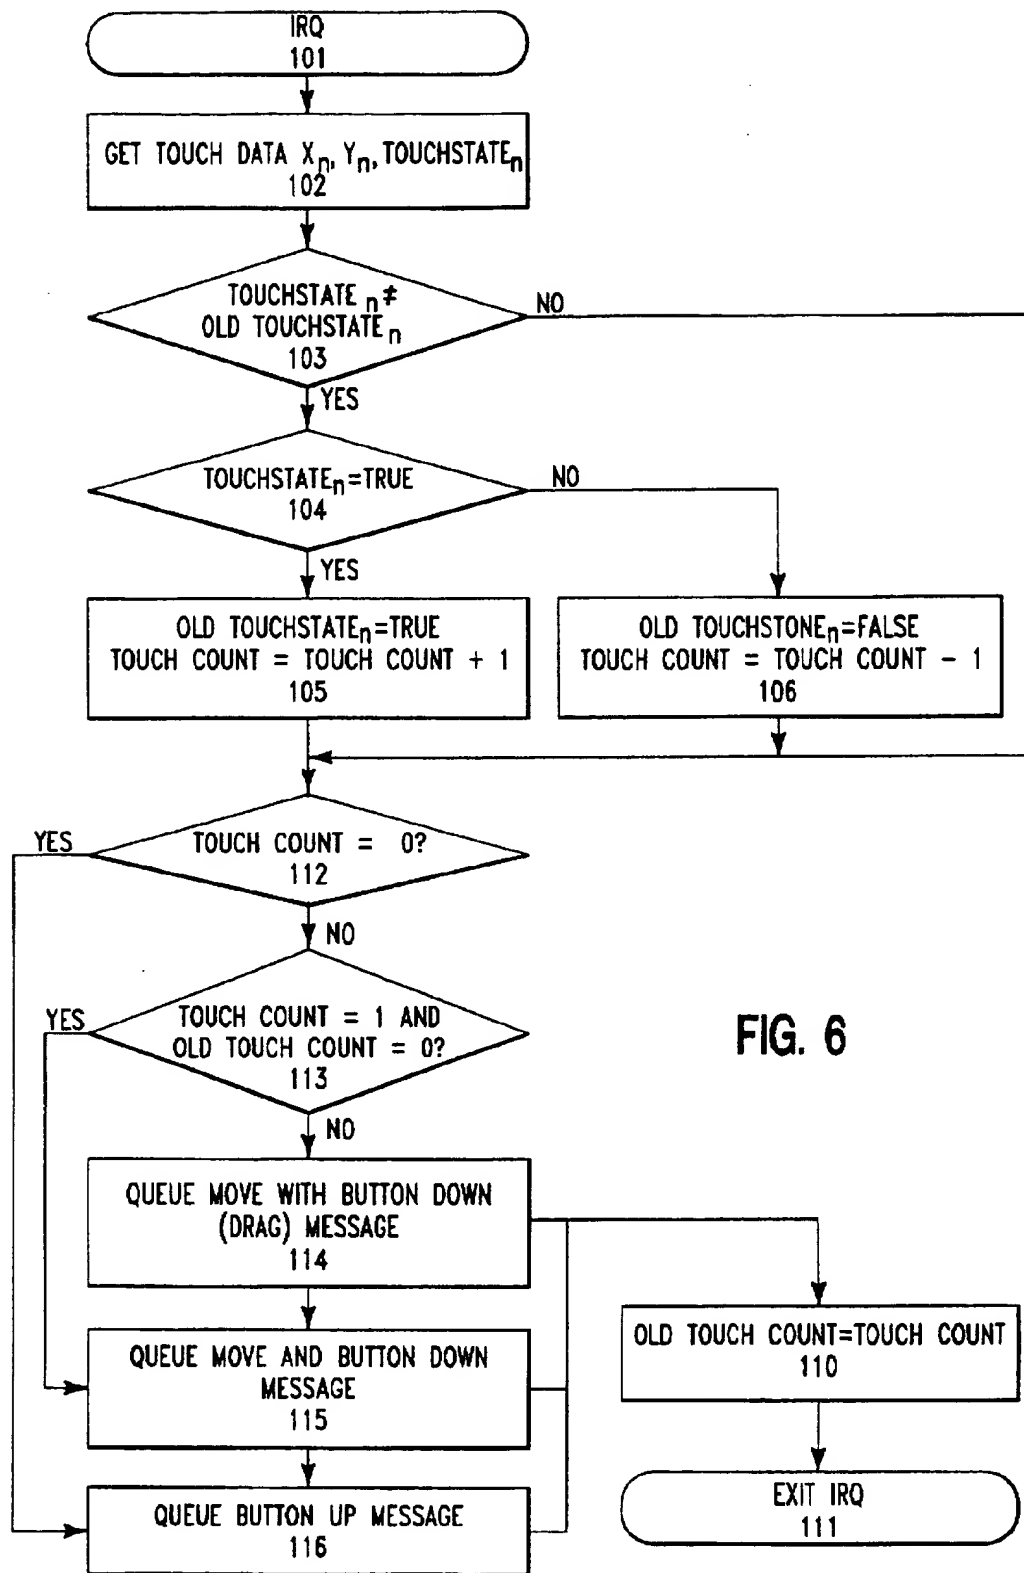 IRQ
101
GET TOUCH DATA Xn, Yn, TOUCHSTATEn
102
TOUCHSTATE n ≠
OLD TOUCHSTATE n
103
NO
YES
TOUCHSTATEn=TRUE
104
NO
YES
OLD TOUCHSTATEn=TRUE
TOUCH COUNT = TOUCH COUNT + 1
105
OLD TOUCHSTONEn=FALSE
TOUCH COUNT = TOUCH COUNT - 1
106
TOUCH COUNT = 0?
112
YES
NO
TOUCH COUNT = 1 AND
OLD TOUCH COUNT = 0?
113
YES
NO
FIG. 6
QUEUE MOVE WITH BUTTON DOWN
(DRAG) MESSAGE
114
QUEUE MOVE AND BUTTON DOWN
MESSAGE
115
QUEUE BUTTON UP MESSAGE
116
OLD TOUCH COUNT=TOUCH COUNT
110
EXIT IRQ
111